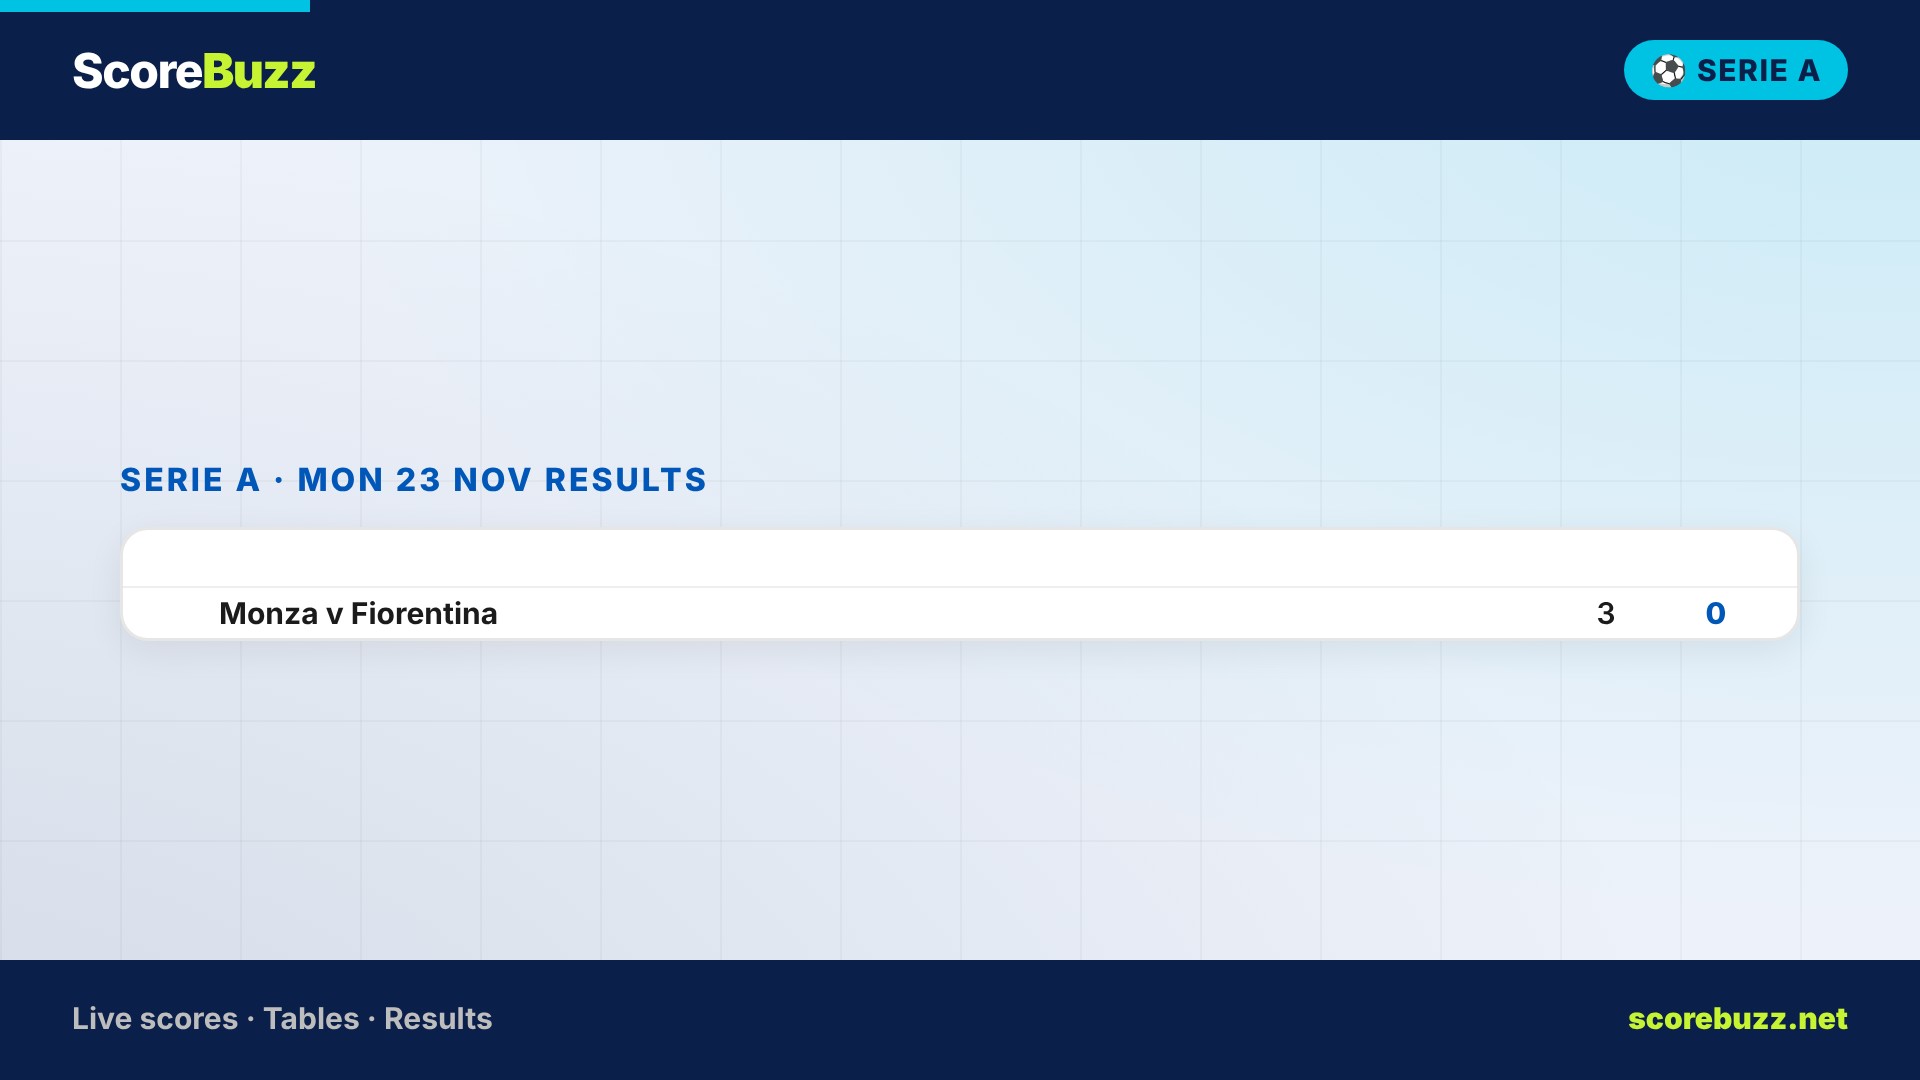 ScoreBuzz
⚽ SERIE A
SERIE A · MON 23 NOV RESULTS
Monza v Fiorentina 3 0
Live scores · Tables · Results
scorebuzz.net